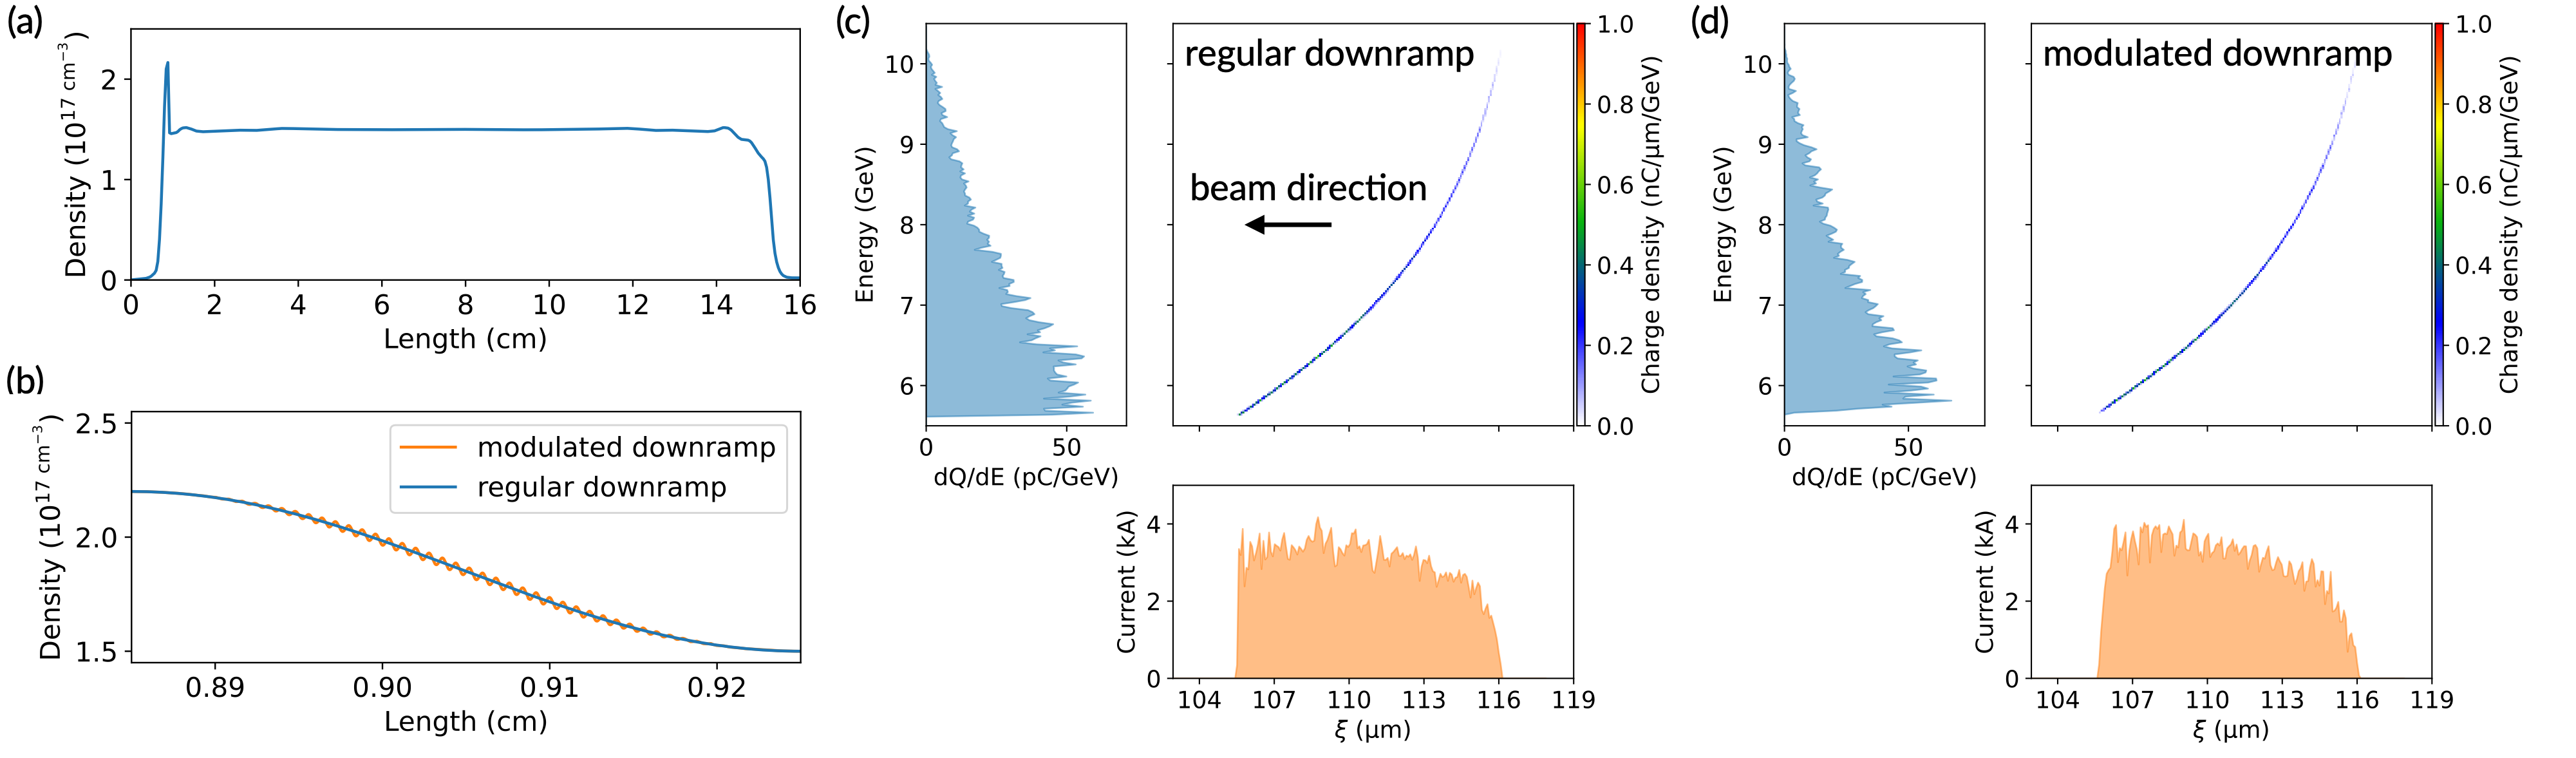 (a)
Density (10¹⁷ cm⁻³)
2
1
0
0 2 4 6 8 10 12 14 16
Length (cm)
(b)
Density (10¹⁷ cm⁻³)
2.5
2.0
1.5
modulated downramp
regular downramp
0.89 0.90 0.91 0.92
Length (cm)
(c)
Energy (GeV)
10
9
8
7
6
0 50
dQ/dE (pC/GeV)
regular downramp
beam direction
1.0
0.8
0.6
0.4
0.2
0.0
Charge density (nC/μm/GeV)
Current (kA)
4
2
0
104 107 110 113 116 119
ξ (μm)
(d)
Energy (GeV)
10
9
8
7
6
0 50
dQ/dE (pC/GeV)
modulated downramp
1.0
0.8
0.6
0.4
0.2
0.0
Charge density (nC/μm/GeV)
Current (kA)
4
2
0
104 107 110 113 116 119
ξ (μm)